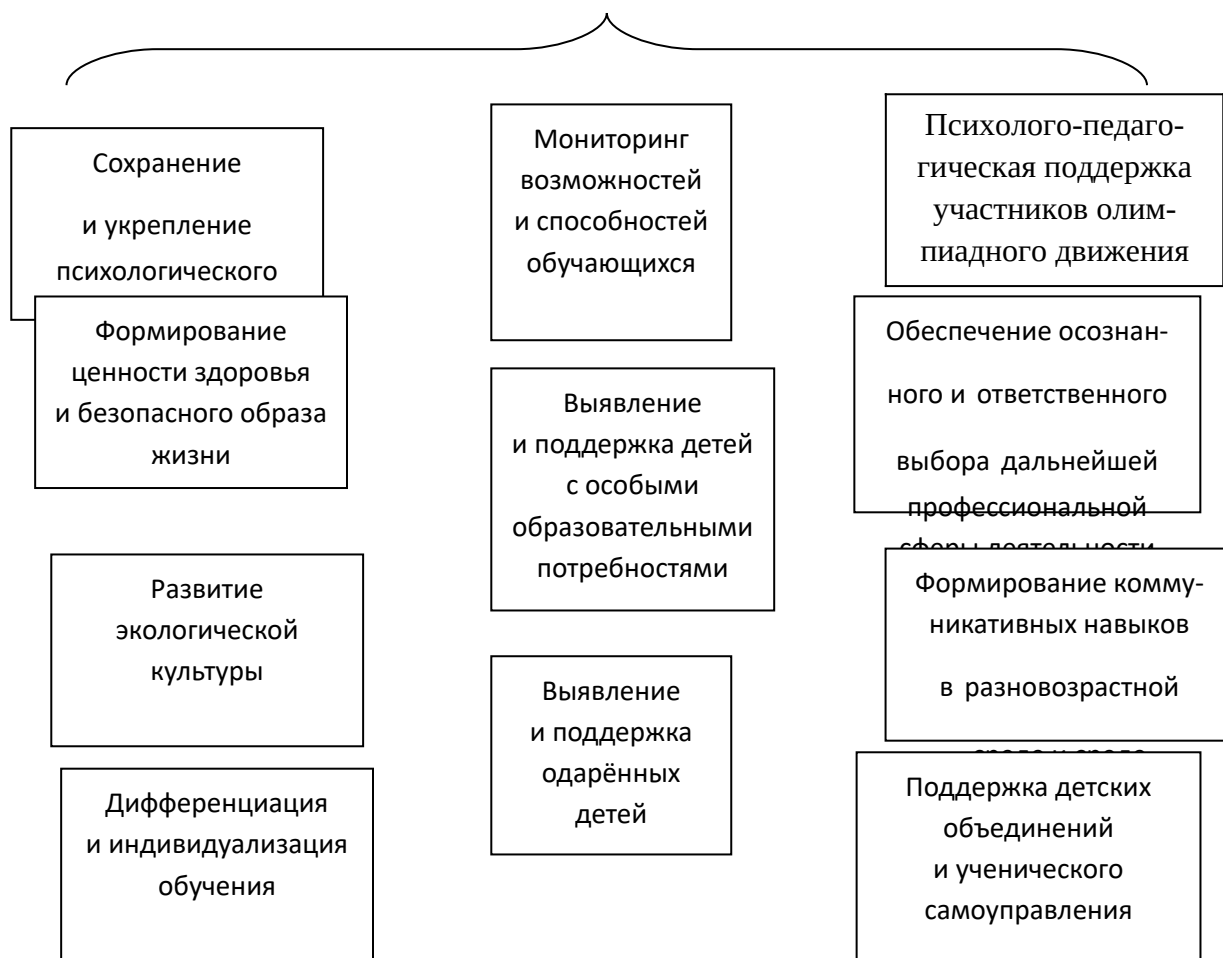 Сохранение
и укрепление
психологического
Формирование
ценности здоровья
и безопасного образа
жизни
Развитие
экологической
культуры
Дифференциация
и индивидуализация
обучения
Мониторинг
возможностей
и способностей
обучающихся
Выявление
и поддержка детей
с особыми
образовательными
потребностями
Выявление
и поддержка
одарённых
детей
Психолого-педаго-
гическая поддержка
участников олим-
пиадного движения
Обеспечение осознан-
ного и ответственного
выбора дальнейшей
профессиональной
сферы деятельности
Формирование комму-
никативных навыков
в разновозрастной
Поддержка детских
объединений
и ученического
самоуправления